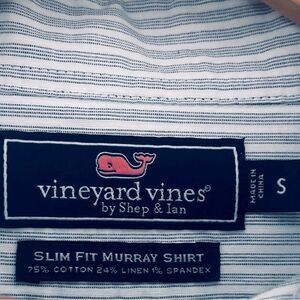 vineyard vines®
by Shep & Ian
MADE IN
CHINA
S
SLIM FIT MURRAY SHIRT
75% COTTON 24% LINEN 1% SPANDEX